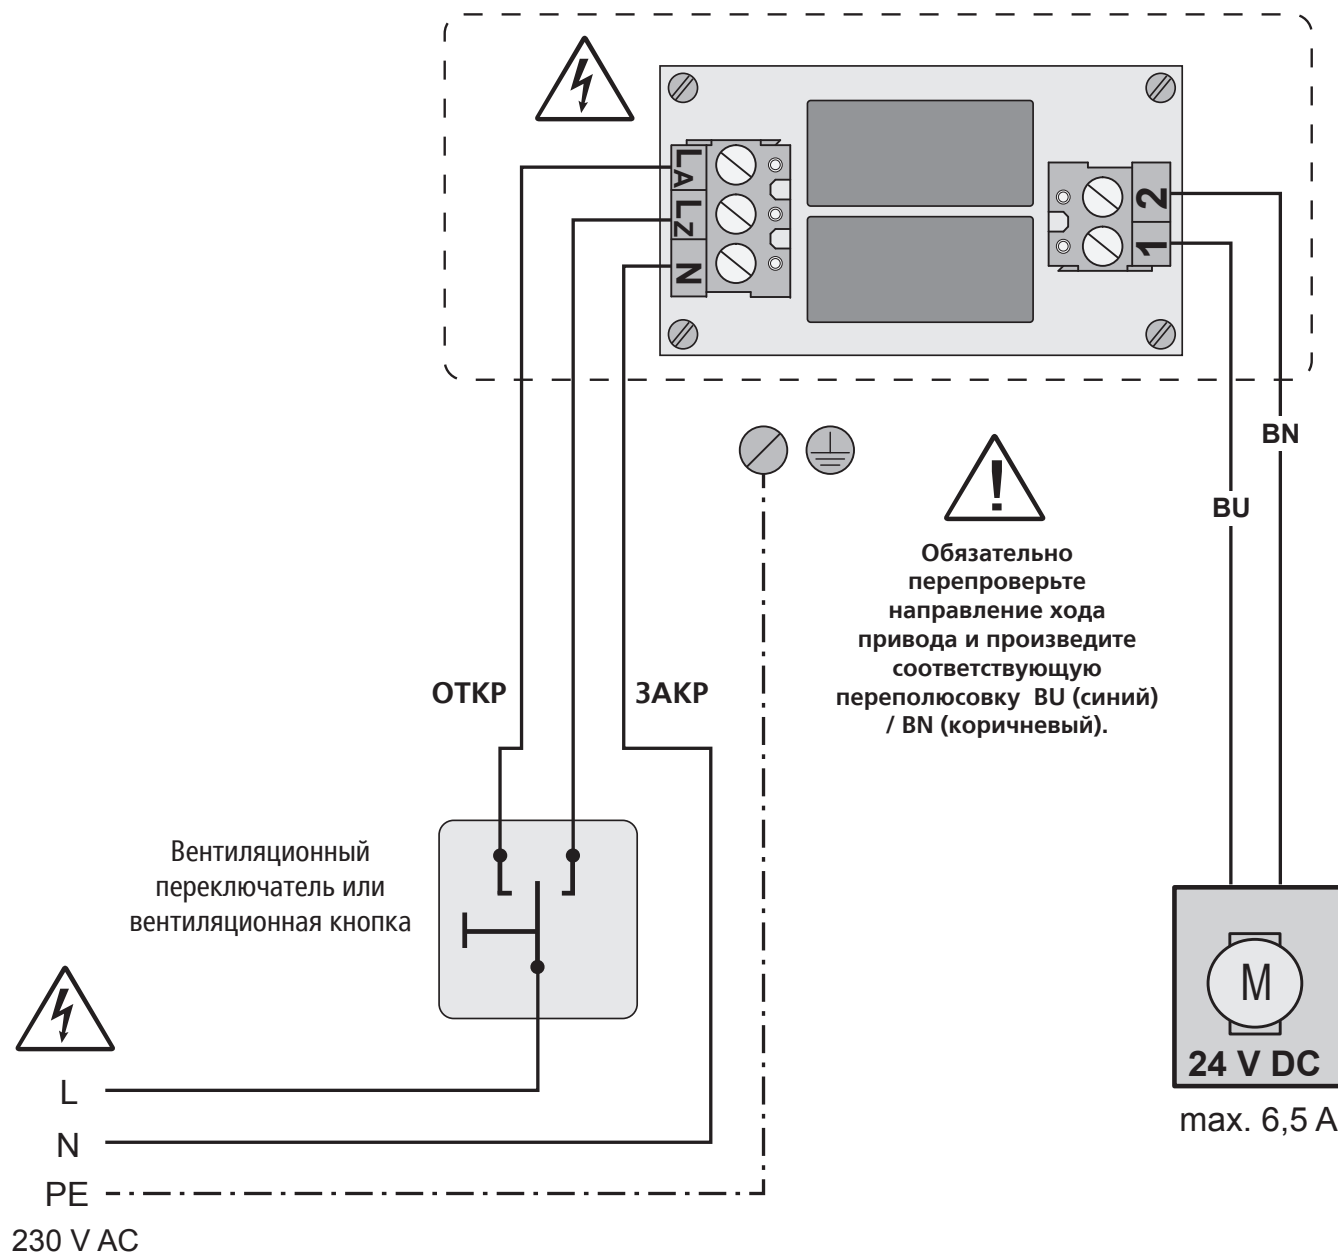 LA
LZ
N
2
1
BN
BU
!
Обязательно
перепроверьте
направление хода
привода и произведите
соответствующую
переполюсовку BU (синий)
/ BN (коричневый).
ОТКР
ЗАКР
Вентиляционный
переключатель или
вентиляционная кнопка
M
24 V DC
max. 6,5 A
L
N
PE
230 V AC